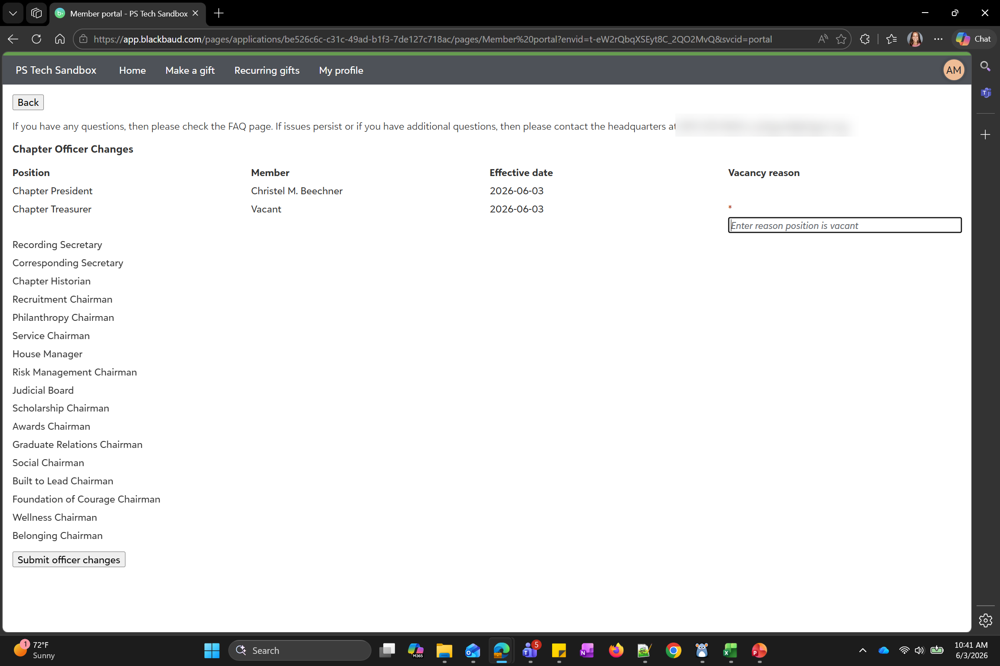 Member portal - PS Tech Sandbox
https://app.blackbaud.com/pages/applications/be526c6c-c31c-49ad-b1f3-7de127c718ac/pages/Member%20portal?envid=t-eW2rQbqXSEyt8C_2QO2MvQ&svcid=portal
Chat
PS Tech Sandbox Home Make a gift Recurring gifts My profile AM
Back
If you have any questions, then please check the FAQ page. If issues persist or if you have additional questions, then please contact the headquarters at
Chapter Officer Changes
Position Member Effective date Vacancy reason
Chapter President Christel M. Beechner 2026-06-03
Chapter Treasurer Vacant 2026-06-03 *
Enter reason position is vacant
Recording Secretary
Corresponding Secretary
Chapter Historian
Recruitment Chairman
Philanthropy Chairman
Service Chairman
House Manager
Risk Management Chairman
Judicial Board
Scholarship Chairman
Awards Chairman
Graduate Relations Chairman
Social Chairman
Built to Lead Chairman
Foundation of Courage Chairman
Wellness Chairman
Belonging Chairman
Submit officer changes
1 72°F
Sunny
Search
M365
5
10:41 AM
6/3/2026